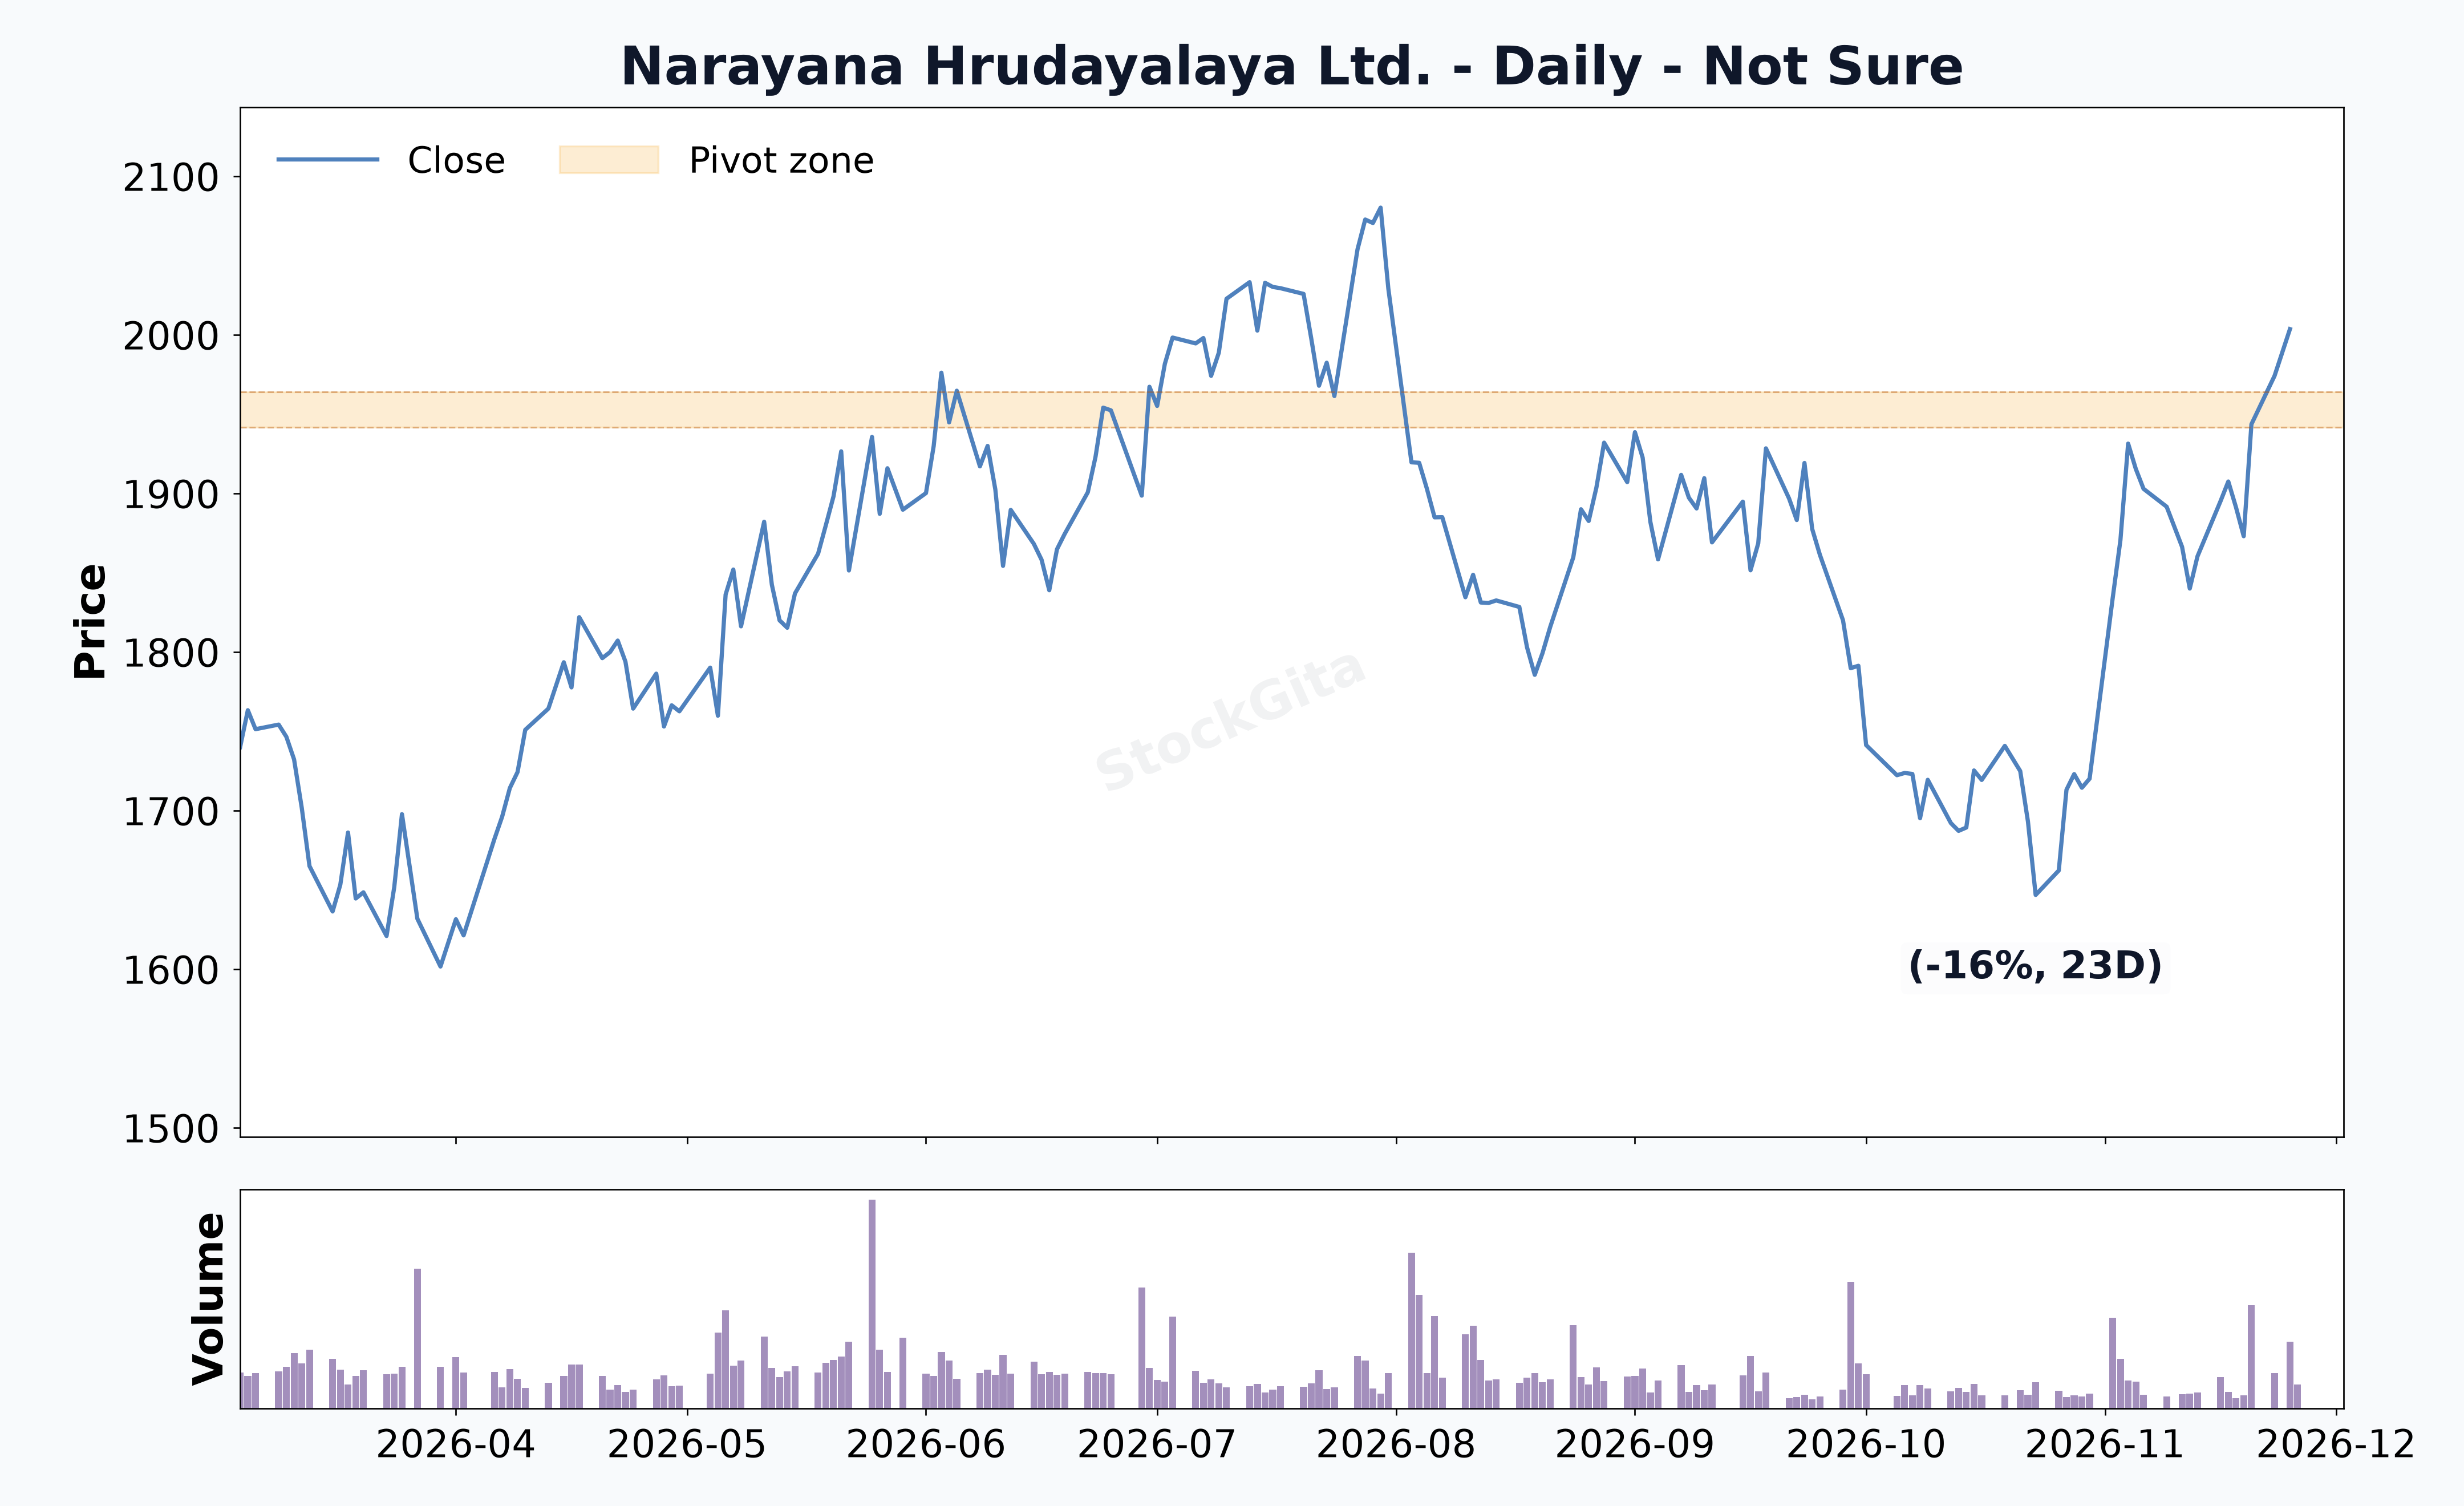 Narayana Hrudayalaya Ltd. - Daily - Not Sure
Close
Pivot zone
Price
2100
2000
1900
1800
1700
1600
1500
StockGita
(-16%, 23D)
Volume
2026-04
2026-05
2026-06
2026-07
2026-08
2026-09
2026-10
2026-11
2026-12